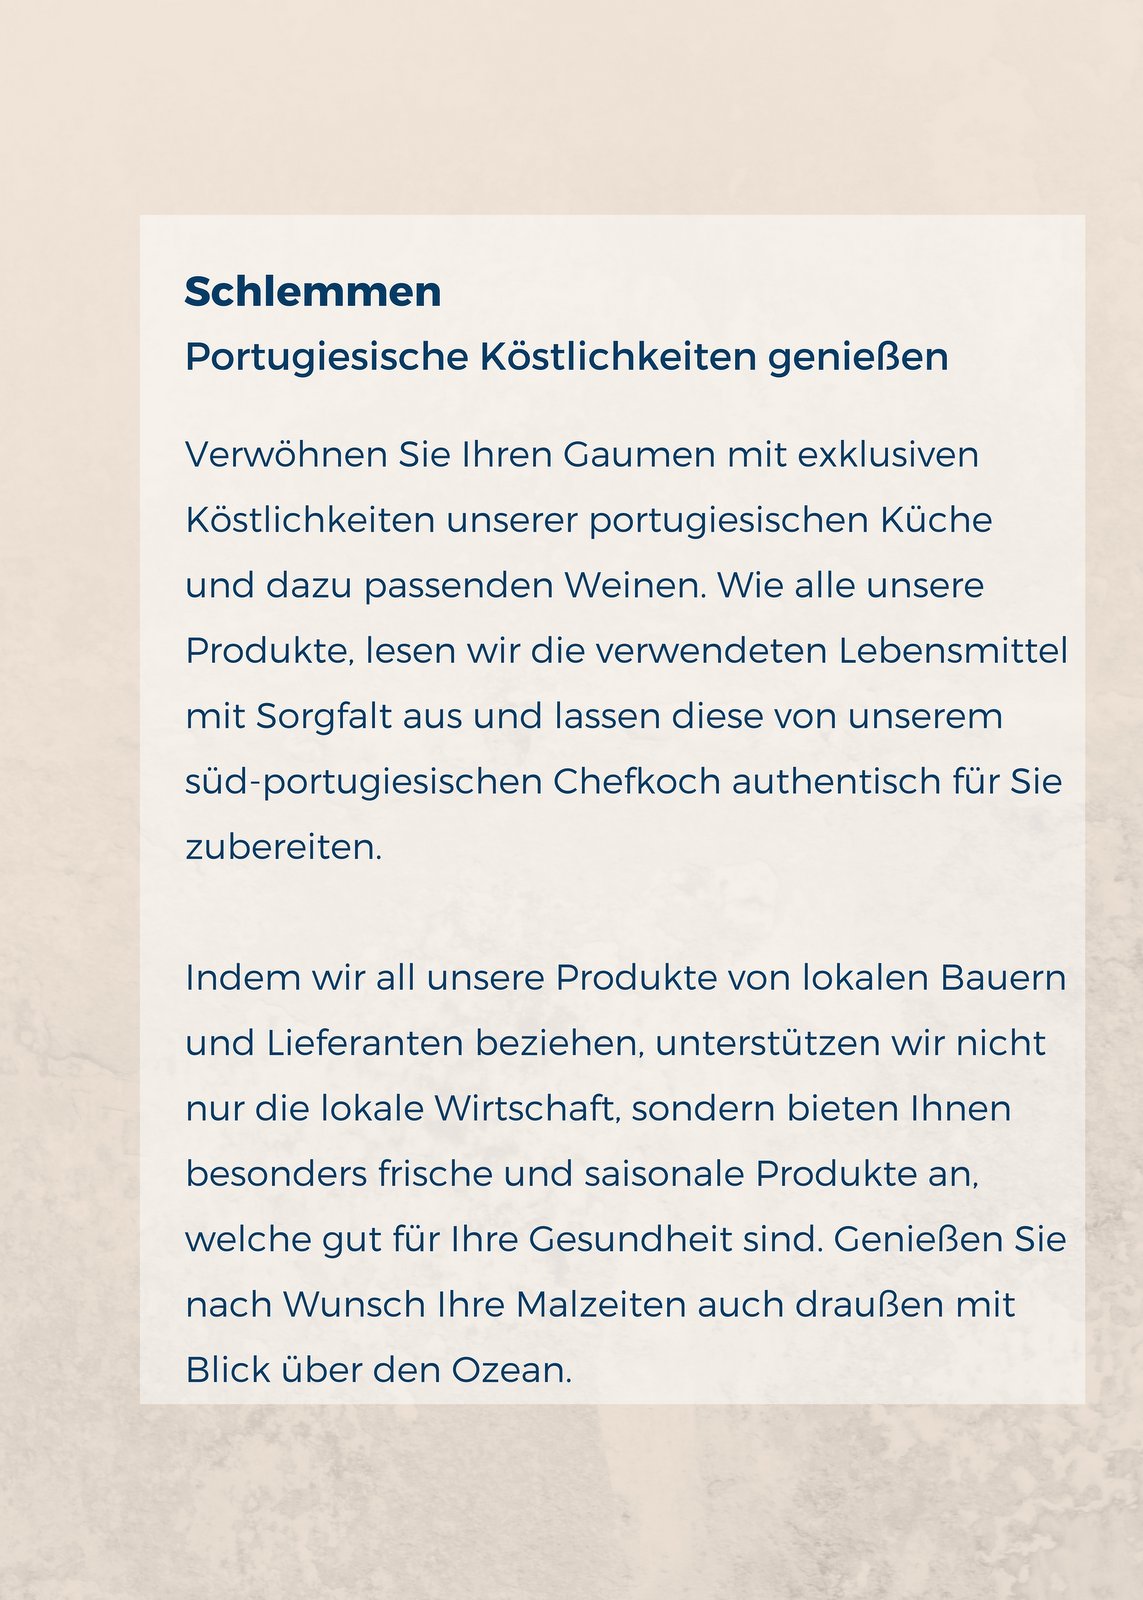 Schlemmen
Portugiesische Köstlichkeiten genießen
Verwöhnen Sie Ihren Gaumen mit exklusiven
Köstlichkeiten unserer portugiesischen Küche
und dazu passenden Weinen. Wie alle unsere
Produkte, lesen wir die verwendeten Lebensmittel
mit Sorgfalt aus und lassen diese von unserem
süd-portugiesischen Chefkoch authentisch für Sie
zubereiten.
Indem wir all unsere Produkte von lokalen Bauern
und Lieferanten beziehen, unterstützen wir nicht
nur die lokale Wirtschaft, sondern bieten Ihnen
besonders frische und saisonale Produkte an,
welche gut für Ihre Gesundheit sind. Genießen Sie
nach Wunsch Ihre Malzeiten auch draußen mit
Blick über den Ozean.